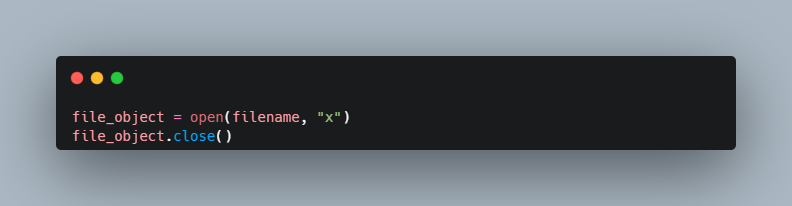 file_object = open(filename, "x")
file_object.close()